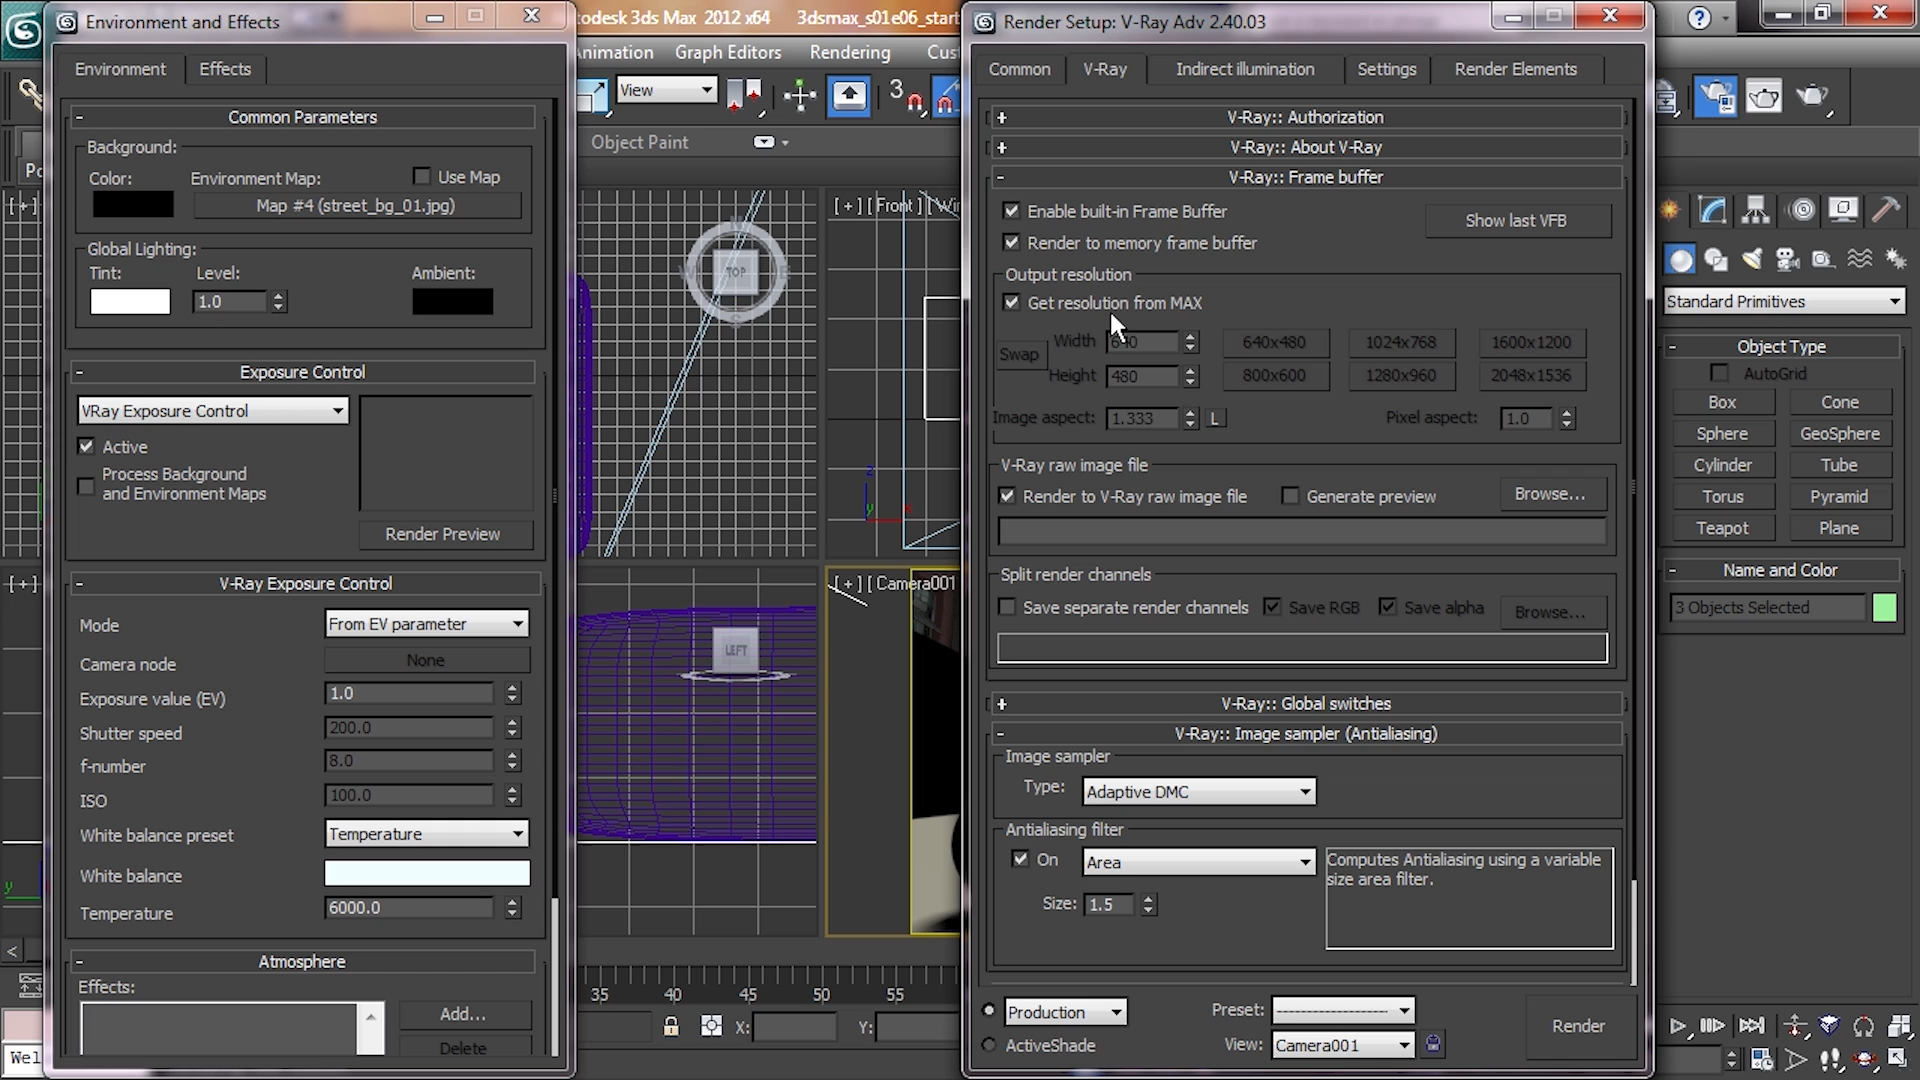 Environment and Effects
todesk 3ds Max 2012 x64 3dsmax_s01e06_start
Render Setup: V-Ray Adv 2.40.03
Animation Graph Editors Rendering Cust
Environment Effects
Common V-Ray Indirect illumination Settings Render Elements
View
3
Object Paint
Common Parameters
Background:
Color: Environment Map: Use Map
Map #4 (street_bg_01.jpg)
Global Lighting:
Tint: Level: Ambient:
1.0
Exposure Control
VRay Exposure Control
Active
Process Background
and Environment Maps
Render Preview
V-Ray Exposure Control
Mode From EV parameter
Camera node None
Exposure value (EV) 1.0
Shutter speed 200.0
f-number 8.0
ISO 100.0
White balance preset Temperature
White balance
Temperature 6000.0
Atmosphere
Effects:
Add...
Delete
[+]
TOP
[ + ] [ Front ] [ Wir
z
y x
[+]
LEFT
[ + ] [ Camera001
y
35 40 45 50 55
X: Y:
Wel
V-Ray:: Authorization
V-Ray:: About V-Ray
V-Ray:: Frame buffer
Enable built-in Frame Buffer Show last VFB
Render to memory frame buffer
Output resolution
Get resolution from MAX
Swap Width 640 640x480 1024x768 1600x1200
Height 480 800x600 1280x960 2048x1536
Image aspect: 1.333 L Pixel aspect: 1.0
V-Ray raw image file
Render to V-Ray raw image file Generate preview Browse...
Split render channels
Save separate render channels Save RGB Save alpha Browse...
V-Ray:: Global switches
V-Ray:: Image sampler (Antialiasing)
Image sampler
Type: Adaptive DMC
Antialiasing filter
On Area
Computes Antialiasing using a variable
size area filter.
Size: 1.5
Production Preset: --------------------
ActiveShade View: Camera001
Render
Standard Primitives
Object Type
AutoGrid
Box Cone
Sphere GeoSphere
Cylinder Tube
Torus Pyramid
Teapot Plane
Name and Color
3 Objects Selected